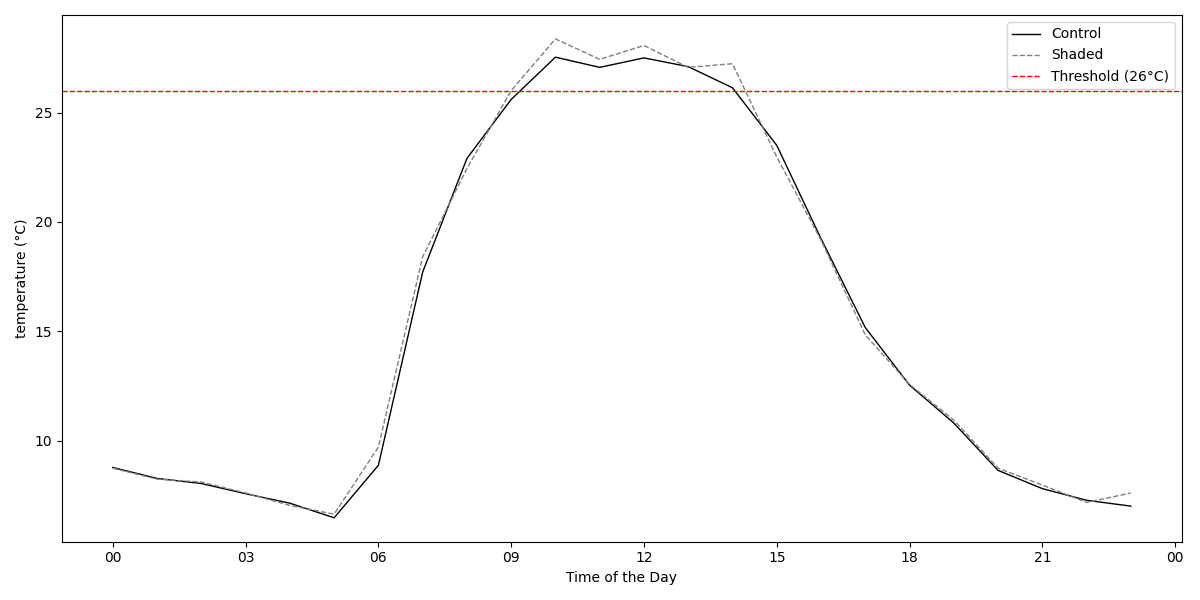 Control
Shaded
Threshold (26°C)
temperature (°C)
25
20
15
10
00 03 06 09 12 15 18 21 00
Time of the Day